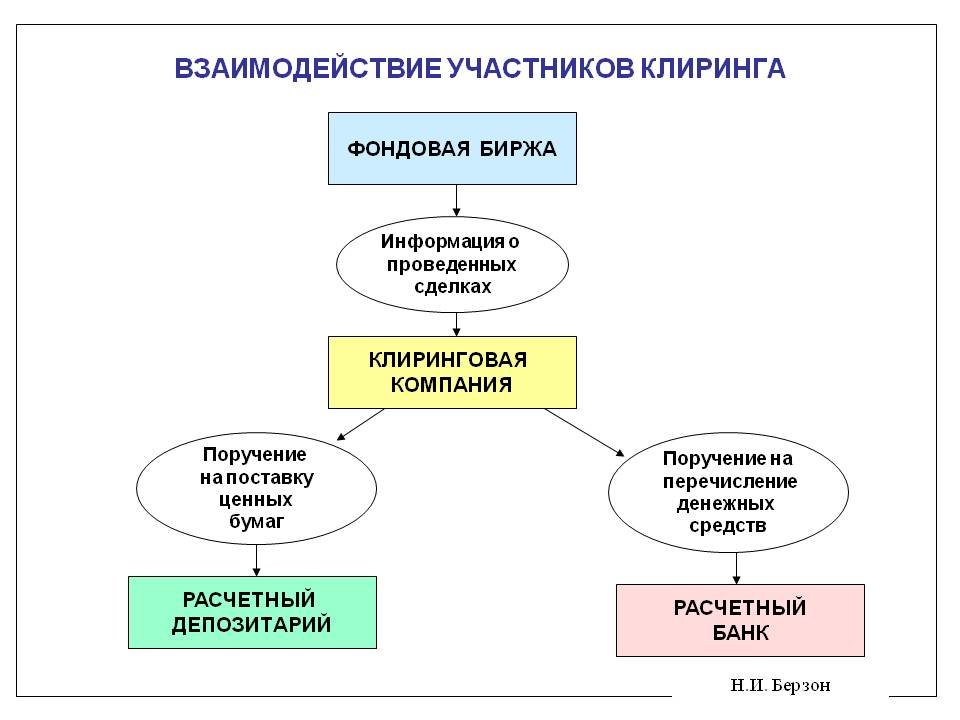 ВЗАИМОДЕЙСТВИЕ УЧАСТНИКОВ КЛИРИНГА
ФОНДОВАЯ БИРЖА
Информация о
проведенных
сделках
КЛИРИНГОВАЯ
КОМПАНИЯ
Поручение
на поставку
ценных
бумаг
Поручение на
перечисление
денежных
средств
РАСЧЕТНЫЙ
ДЕПОЗИТАРИЙ
РАСЧЕТНЫЙ
БАНК
Н.И. Берзон